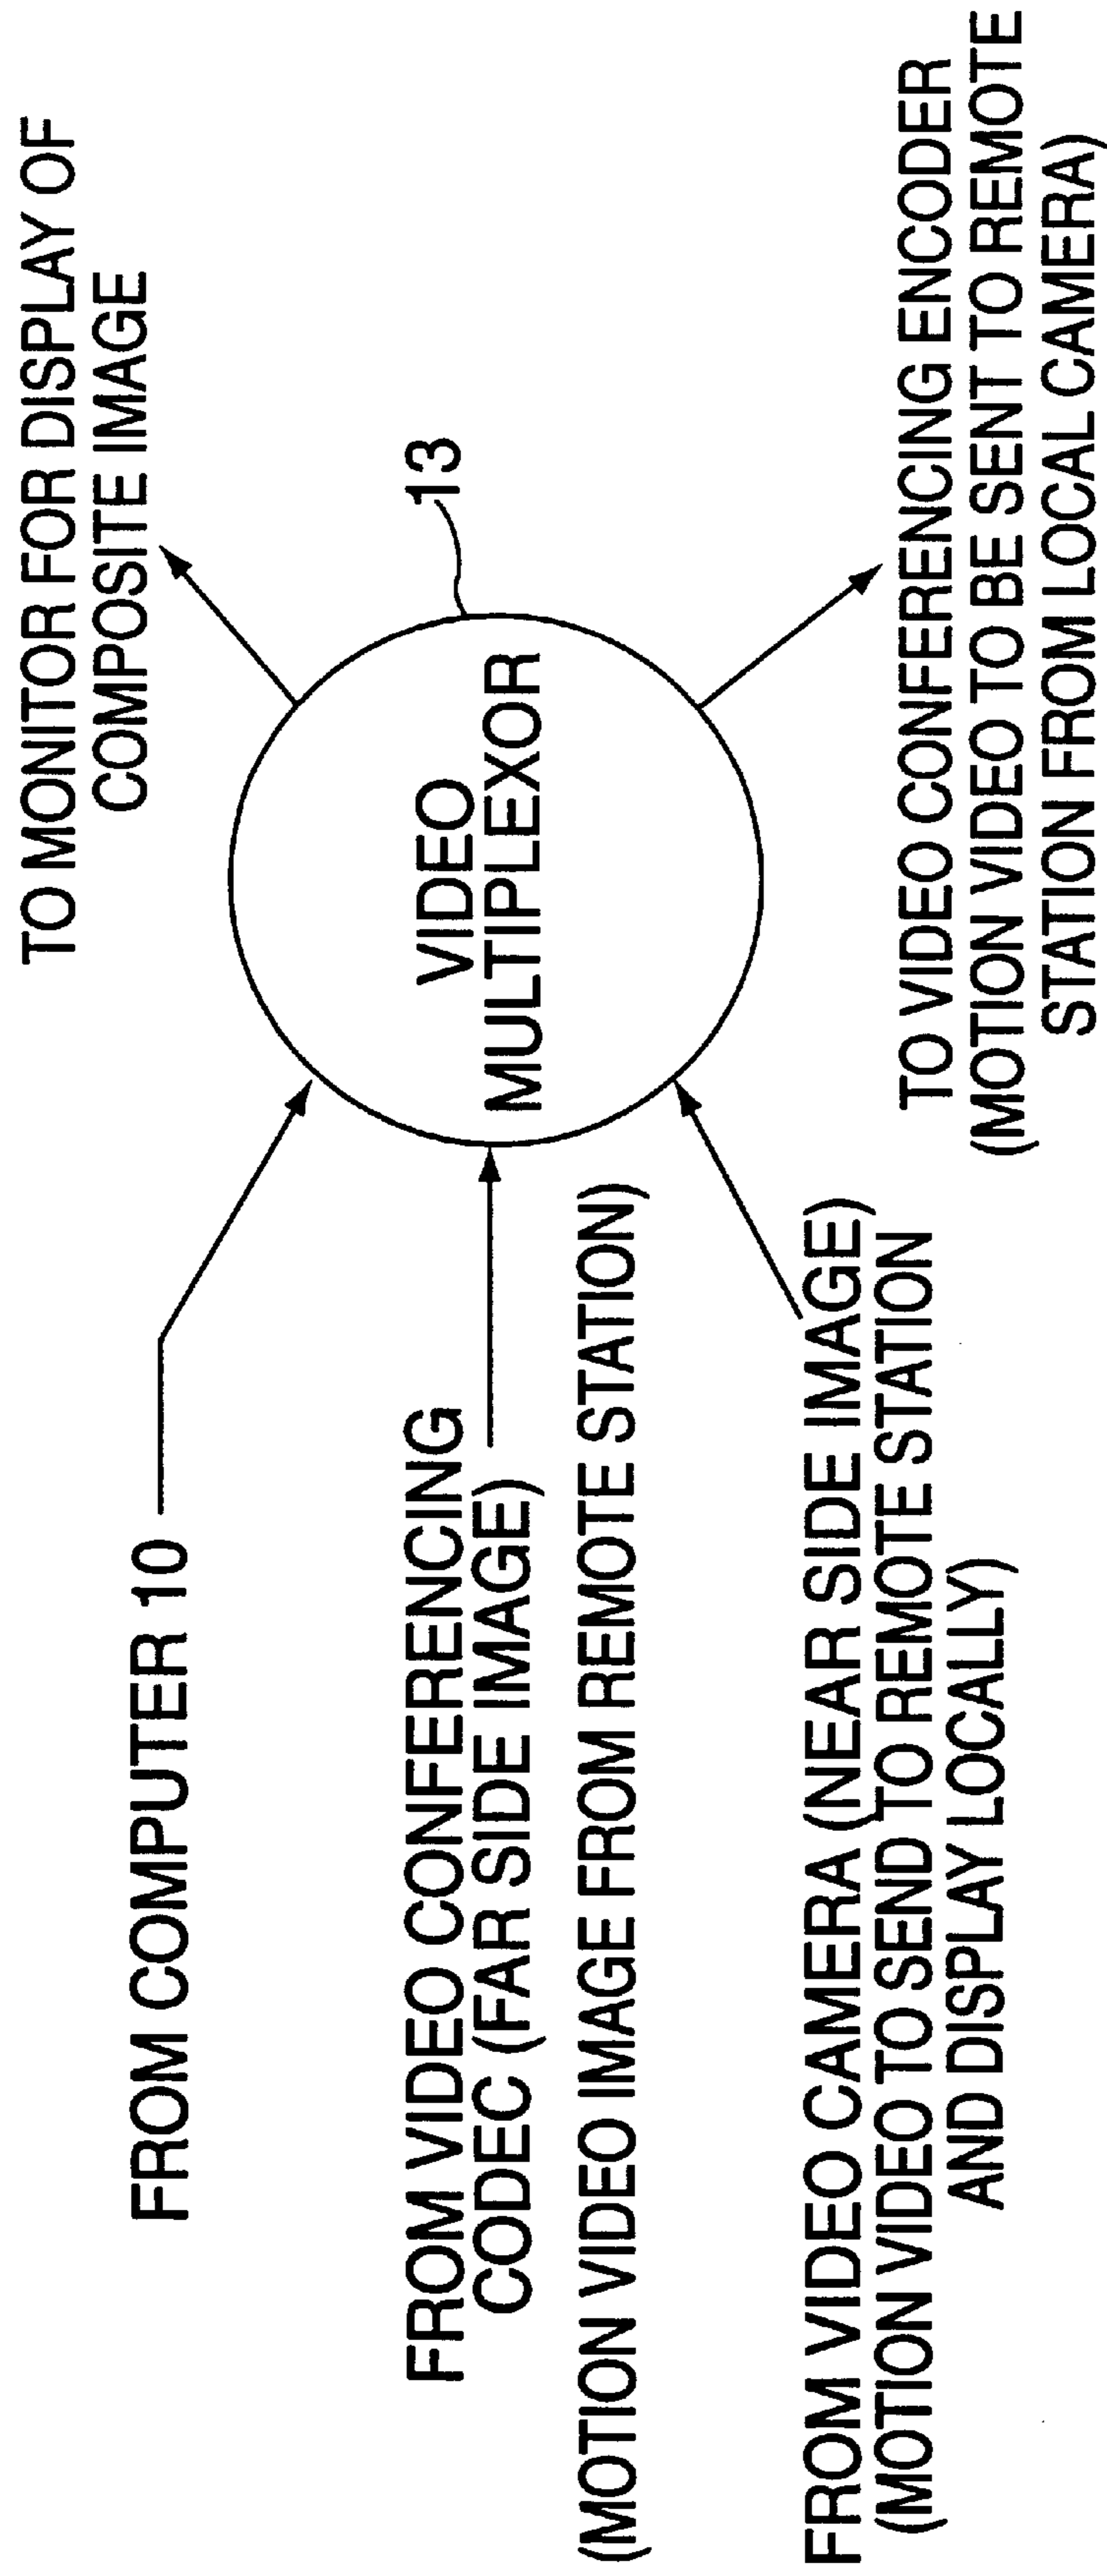 FROM COMPUTER 10
FROM VIDEO CONFERENCING
CODEC (FAR SIDE IMAGE)
(MOTION VIDEO IMAGE FROM REMOTE STATION)
FROM VIDEO CAMERA (NEAR SIDE IMAGE)
(MOTION VIDEO TO SEND TO REMOTE STATION
AND DISPLAY LOCALLY)
VIDEO
MULTIPLEXOR
13
TO MONITOR FOR DISPLAY OF
COMPOSITE IMAGE
TO VIDEO CONFERENCING ENCODER
(MOTION VIDEO TO BE SENT TO REMOTE
STATION FROM LOCAL CAMERA)